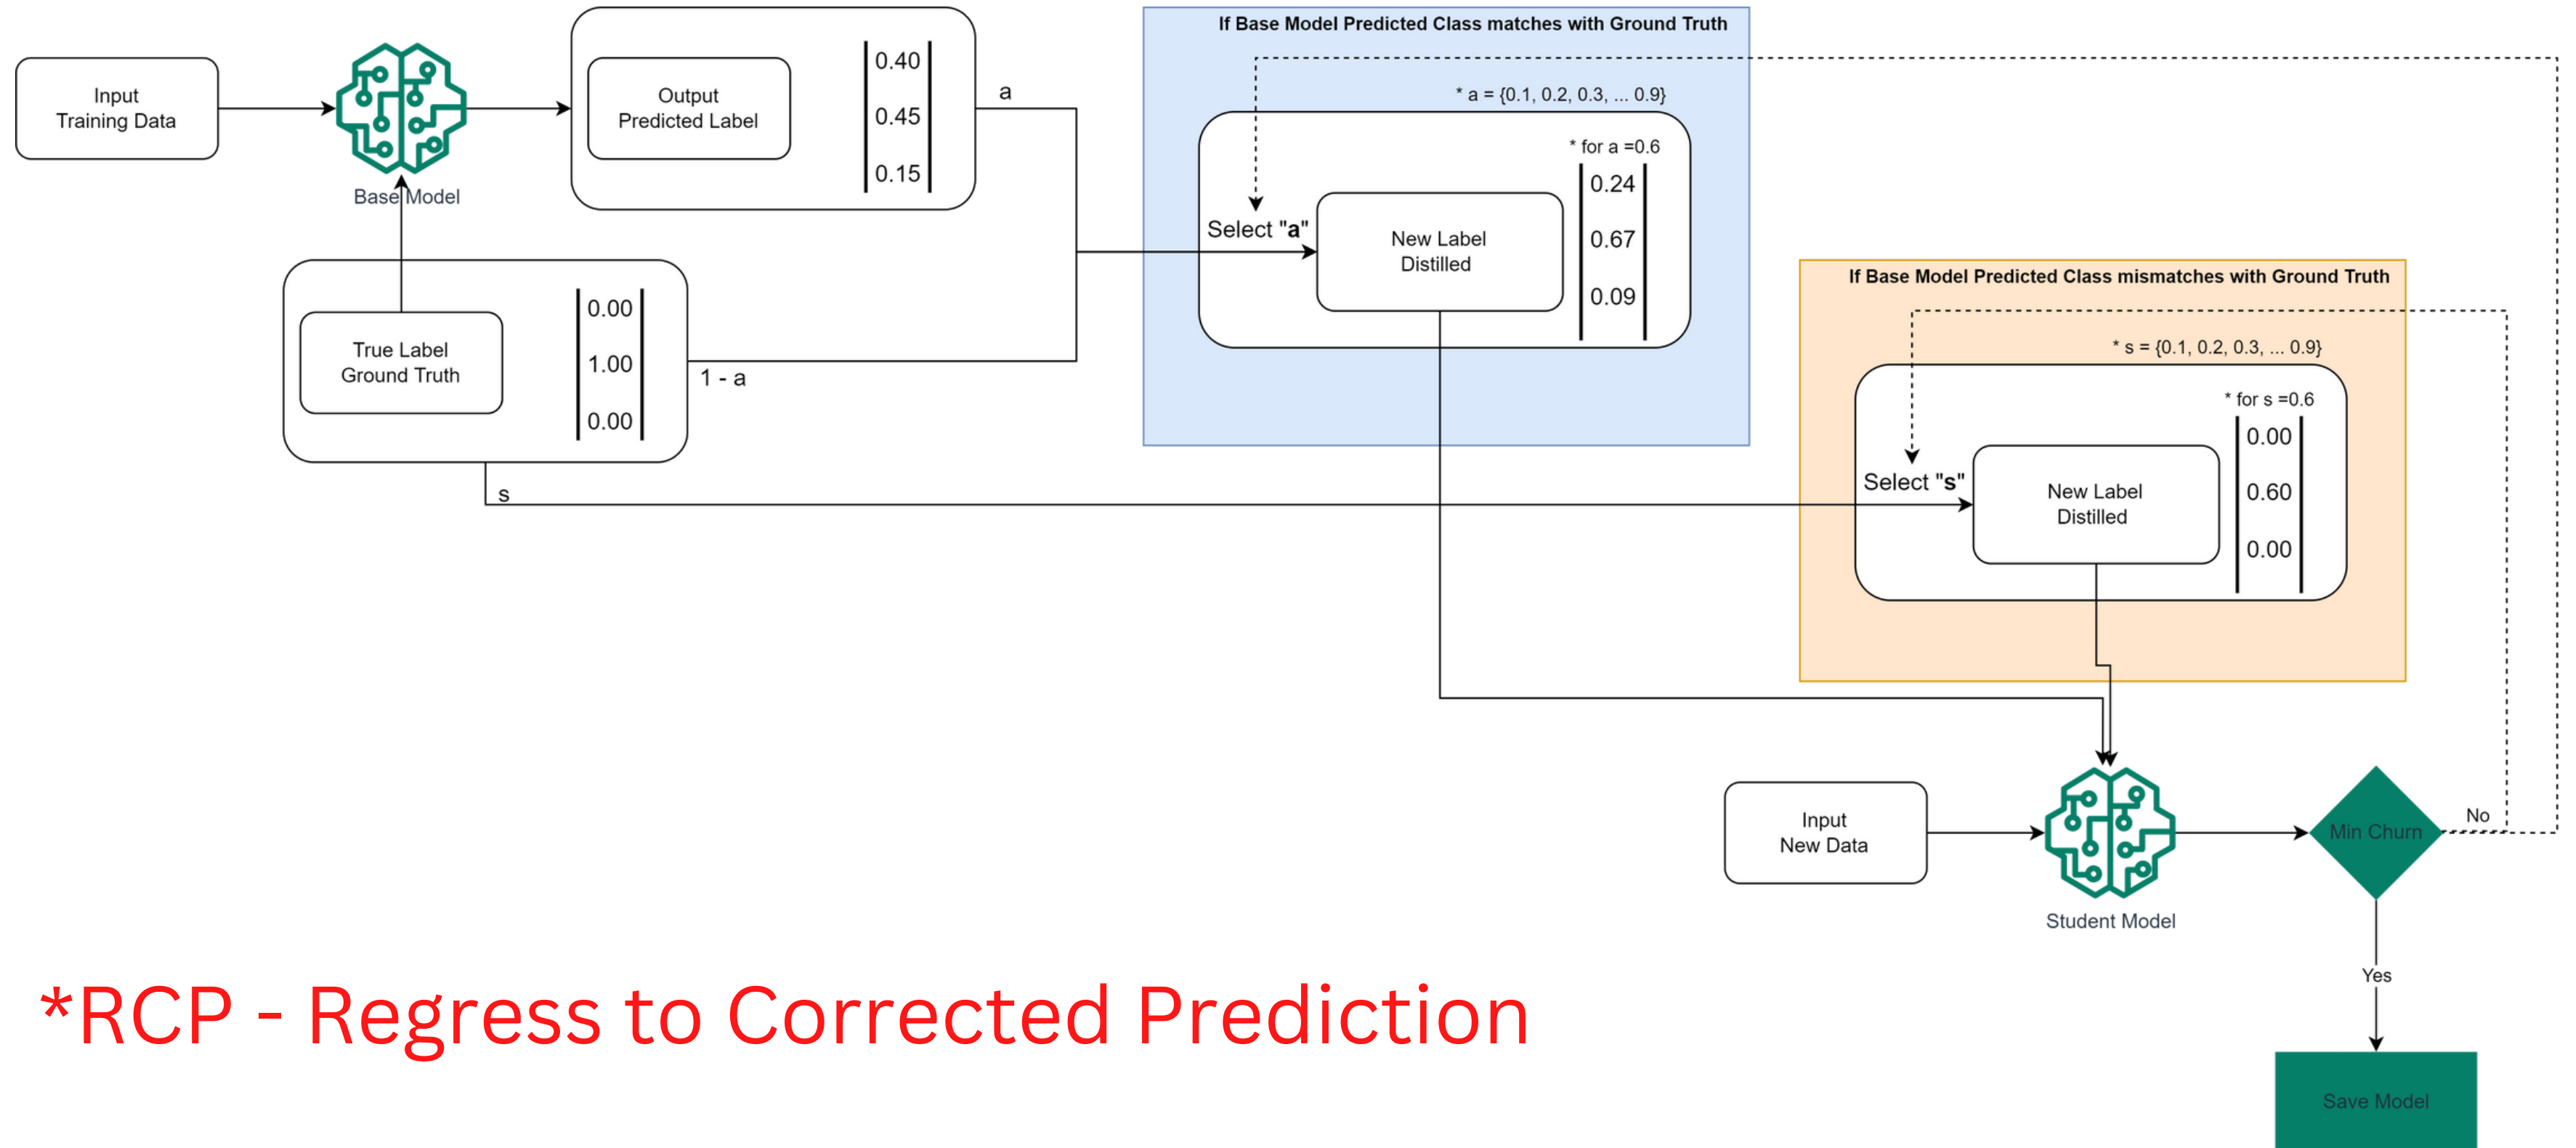 Input
Training Data
Base Model
Output
Predicted Label
0.40
0.45
0.15
a
True Label
Ground Truth
0.00
1.00
0.00
1 - a
s
If Base Model Predicted Class matches with Ground Truth
* a = {0.1, 0.2, 0.3, ... 0.9}
* for a =0.6
Select "a"
New Label
Distilled
0.24
0.67
0.09
If Base Model Predicted Class mismatches with Ground Truth
* s = {0.1, 0.2, 0.3, ... 0.9}
* for s =0.6
Select "s"
New Label
Distilled
0.00
0.60
0.00
Input
New Data
Student Model
Min Churn
No
Yes
Save Model
*RCP - Regress to Corrected Prediction